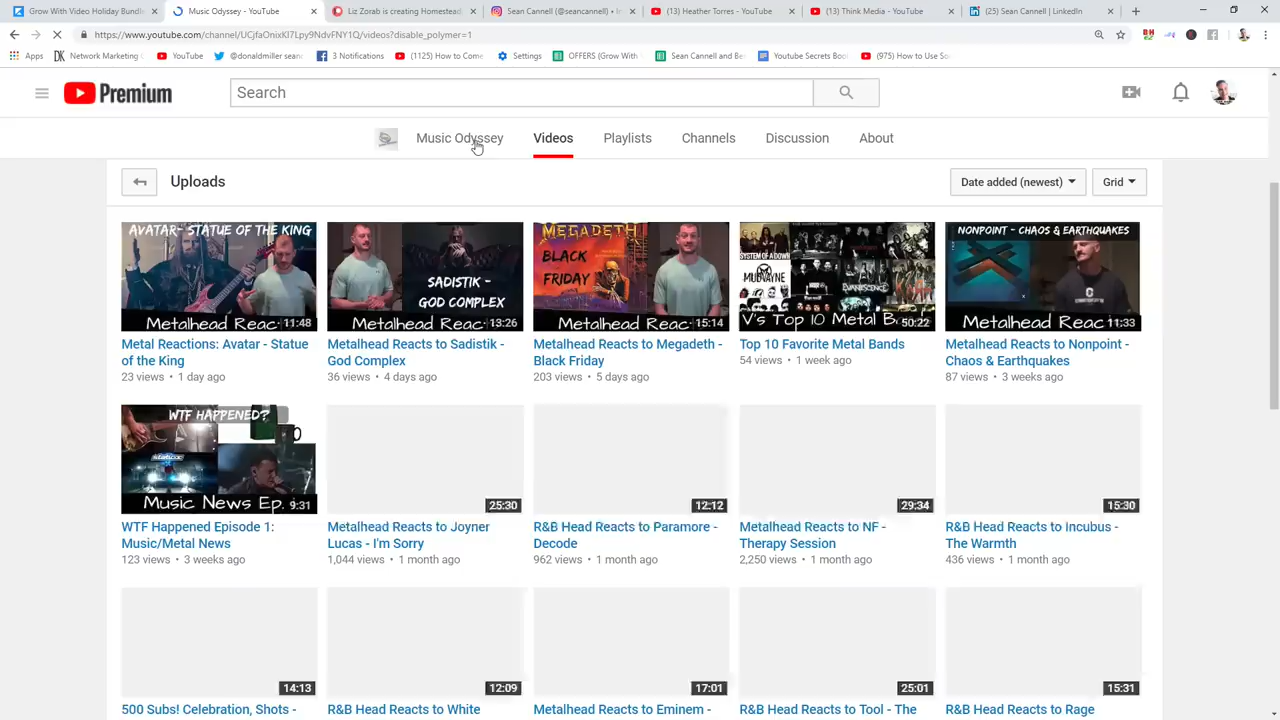 Grow With Video Holiday Bundle
Music Odyssey - YouTube
Liz Zorab is creating Homestead
Sean Cannell (@seancannell) •
(13) Heather Torres - YouTube
(13) Think Media - YouTube
(25) Sean Cannell | LinkedIn
https://www.youtube.com/channel/UCjfaOnixKl7Lpy9NdvFNY1Q/videos?disable_polymer=1
Apps
Network Marketing
YouTube
@donaldmiller sean
3 Notifications
(1125) How to Come
Settings
OFFERS (Grow With
Sean Cannell and Be
Youtube Secrets Boo
(975) How to Use So
Premium
Search
Music Odyssey
Videos
Playlists
Channels
Discussion
About
Uploads
Date added (newest)
Grid
AVATAR- STATUE OF THE KING
Metalhead Reac
11:48
SADISTIK -
GOD COMPLEX
Metalhead Reac
13:26
MEGADETH
BLACK
FRIDAY
Metalhead Rea
15:14
SYSTEM OF A DOWN
MUDVAYNE
EVANESCENCE
V's Top 10 Metal B
50:22
NONPOINT - CHAOS & EARTHQUAKES
Metalhead Rea
11:33
Metal Reactions: Avatar - Statue
of the King
23 views • 1 day ago
Metalhead Reacts to Sadistik -
God Complex
36 views • 4 days ago
Metalhead Reacts to Megadeth -
Black Friday
203 views • 5 days ago
Top 10 Favorite Metal Bands
54 views • 1 week ago
Metalhead Reacts to Nonpoint -
Chaos & Earthquakes
87 views • 3 weeks ago
WTF HAPPENED?
Music News Ep.
9:31
25:30
12:12
29:34
15:30
WTF Happened Episode 1:
Music/Metal News
123 views • 3 weeks ago
Metalhead Reacts to Joyner
Lucas - I'm Sorry
1,044 views • 1 month ago
R&B Head Reacts to Paramore -
Decode
962 views • 1 month ago
Metalhead Reacts to NF -
Therapy Session
2,250 views • 1 month ago
R&B Head Reacts to Incubus -
The Warmth
436 views • 1 month ago
14:13
12:09
17:01
25:01
15:31
500 Subs! Celebration, Shots -
R&B Head Reacts to White
Metalhead Reacts to Eminem -
R&B Head Reacts to Tool - The
R&B Head Reacts to Rage